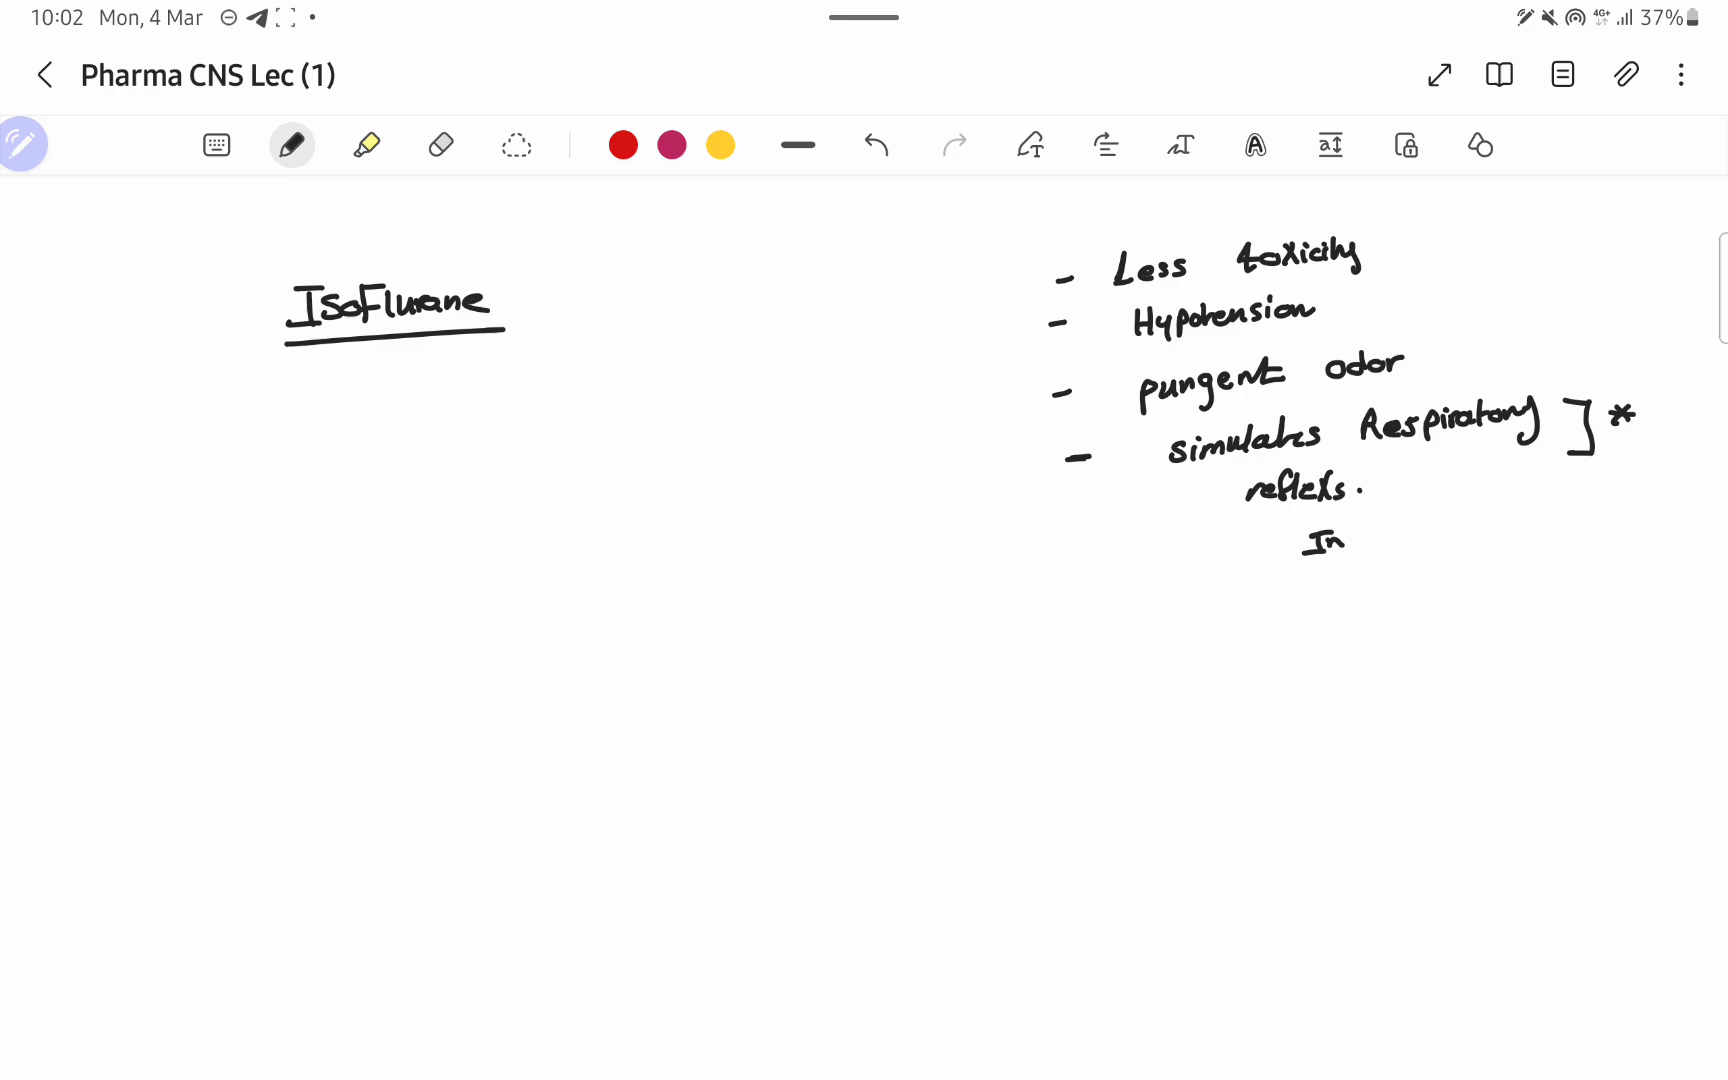 10:02 Mon, 4 Mar 4G+ 37%
Pharma CNS Lec (1)
- Less toxicity
IsoFlurane
- Hypotension
- pungent odor
- simulates Respiratory ] *
reflexs.
In